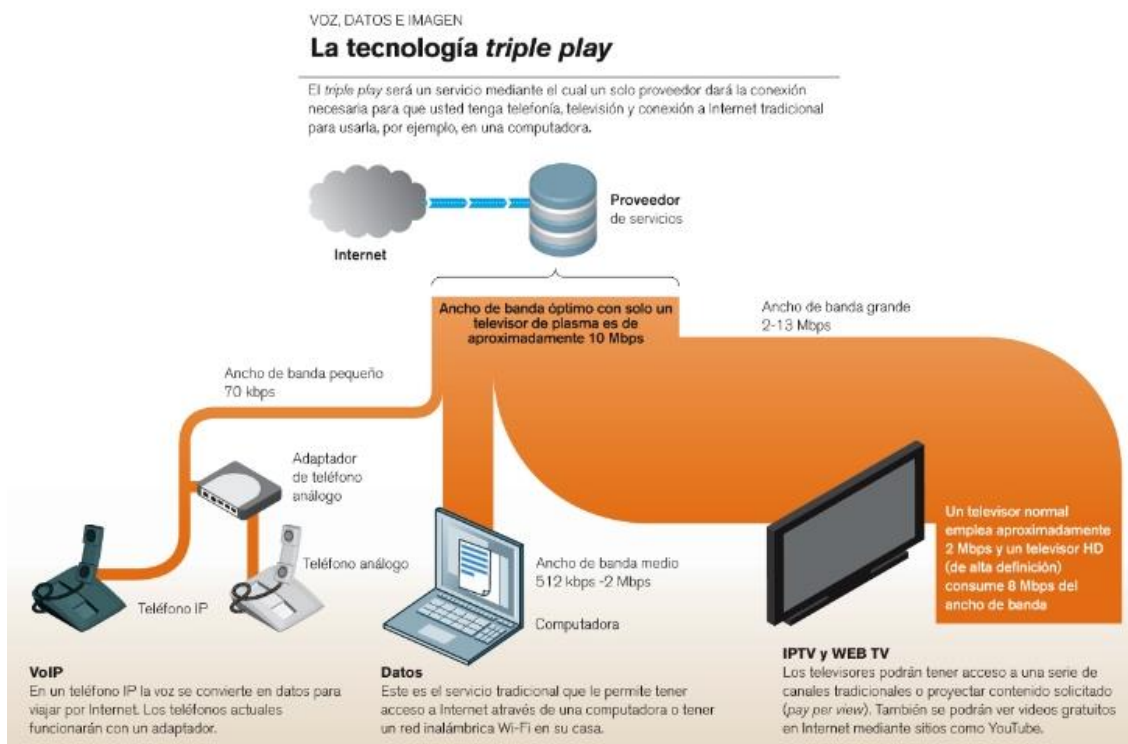 VOZ, DATOS E IMAGEN
La tecnología triple play
El triple play será un servicio mediante el cual un solo proveedor dará la conexión
necesaria para que usted tenga telefonía, televisión y conexión a Internet tradicional
para usarla, por ejemplo, en una computadora.
Internet
Proveedor
de servicios
Ancho de banda óptimo con solo un
televisor de plasma es de
aproximadamente 10 Mbps
Ancho de banda grande
2-13 Mbps
Ancho de banda pequeño
70 kbps
Adaptador
de teléfono
análogo
Teléfono análogo
Teléfono IP
Ancho de banda medio
512 kbps -2 Mbps
Computadora
Un televisor normal
emplea aproximadamente
2 Mbps y un televisor HD
(de alta definición)
consume 8 Mbps del
ancho de banda
VoIP
En un teléfono IP la voz se convierte en datos para
viajar por Internet. Los teléfonos actuales
funcionarán con un adaptador.
Datos
Este es el servicio tradicional que le permite tener
acceso a Internet através de una computadora o tener
un red inalámbrica Wi-Fi en su casa.
IPTV y WEB TV
Los televisores podrán tener acceso a una serie de
canales tradicionales o proyectar contenido solicitado
(pay per view). También se podrán ver videos gratuitos
en Internet mediante sitios como YouTube.